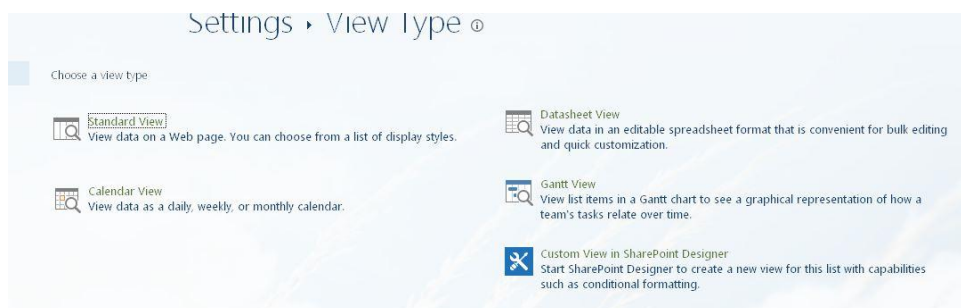 Settings › View Type
Choose a view type
Standard View
View data on a Web page. You can choose from a list of display styles.
Calendar View
View data as a daily, weekly, or monthly calendar.
Datasheet View
View data in an editable spreadsheet format that is convenient for bulk editing
and quick customization.
Gantt View
View list items in a Gantt chart to see a graphical representation of how a
team's tasks relate over time.
Custom View in SharePoint Designer
Start SharePoint Designer to create a new view for this list with capabilities
such as conditional formatting.